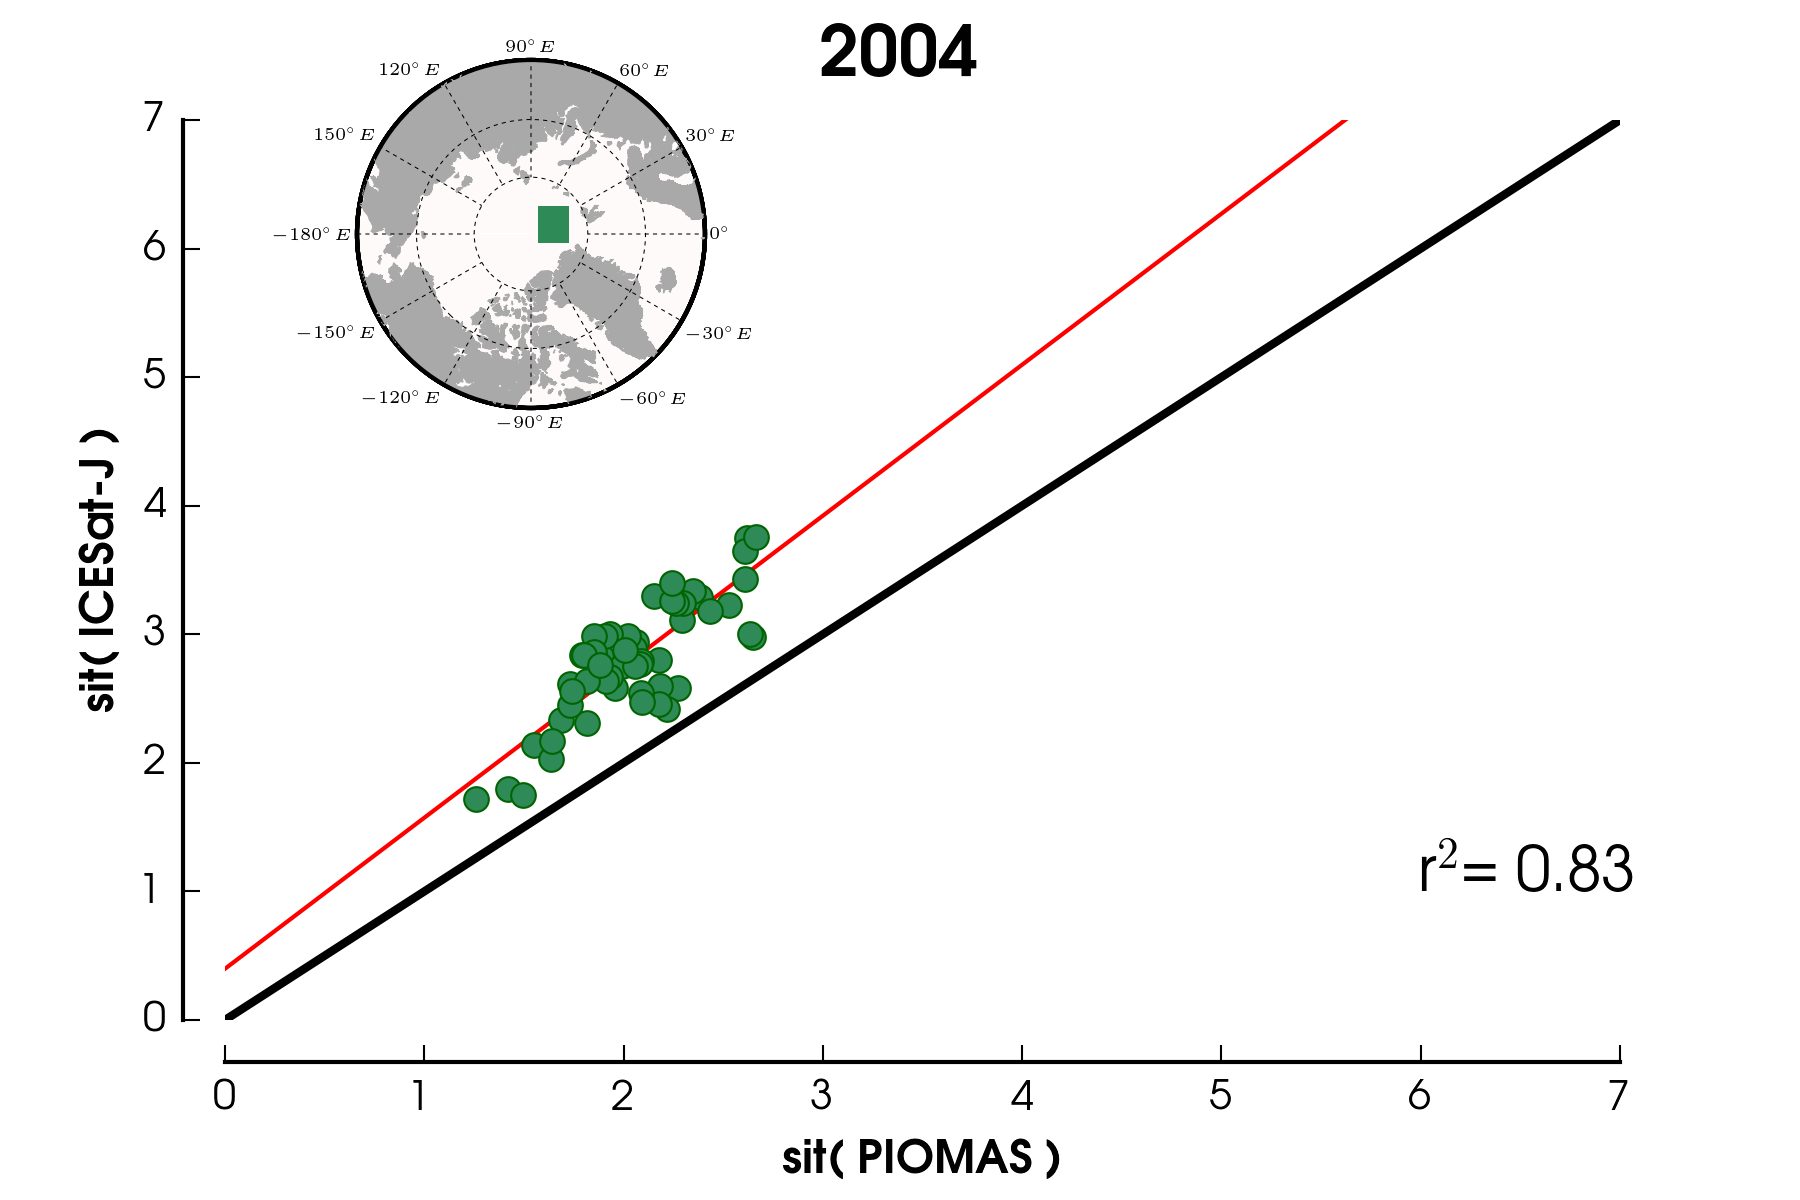 2004
90° E
120° E
60° E
150° E
30° E
−180° E
0°
−150° E
−30° E
−120° E
−60° E
−90° E
7
6
5
4
3
2
1
0
sit( ICESat-J )
r²= 0.83
0 1 2 3 4 5 6 7
sit( PIOMAS )